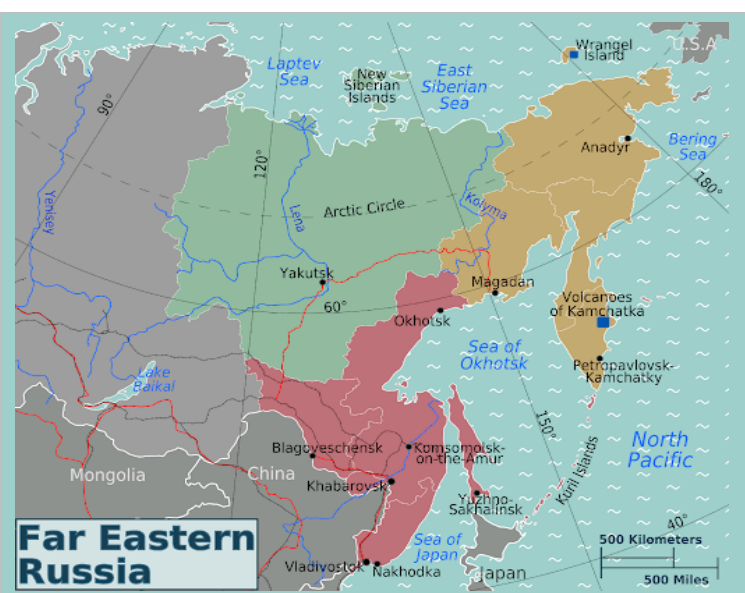 U.S.A
Wrangel
Island
Laptev
Sea
New
Siberian
Islands
East
Siberian
Sea
90°
Anadyr
Bering
Sea
120°
180°
Yenisey
Lena
Arctic Circle
Kolyma
Yakutsk
Magadan
60°
Okhotsk
Volcanoes
of Kamchatka
Sea of
Okhotsk
Petropavlovsk-
Kamchatky
Lake
Baikal
150°
North
Pacific
Blagoveschensk
Komsomolsk-
on-the-Amur
Mongolia
China
Khabarovsk
Kuril Islands
Yuzhno-
Sakhalinsk
40°
Far Eastern
Russia
Sea of
Japan
500 Kilometers
500 Miles
Vladivostok
Nakhodka
Japan